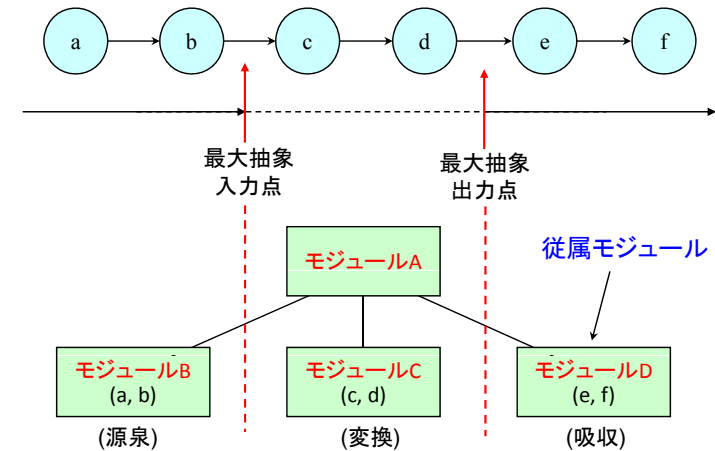 a
b
c
d
e
f
最大抽象
入力点
最大抽象
出力点
従属モジュール
モジュールA
モジュールB
(a, b)
モジュールC
(c, d)
モジュールD
(e, f)
(源泉)
(変換)
(吸収)